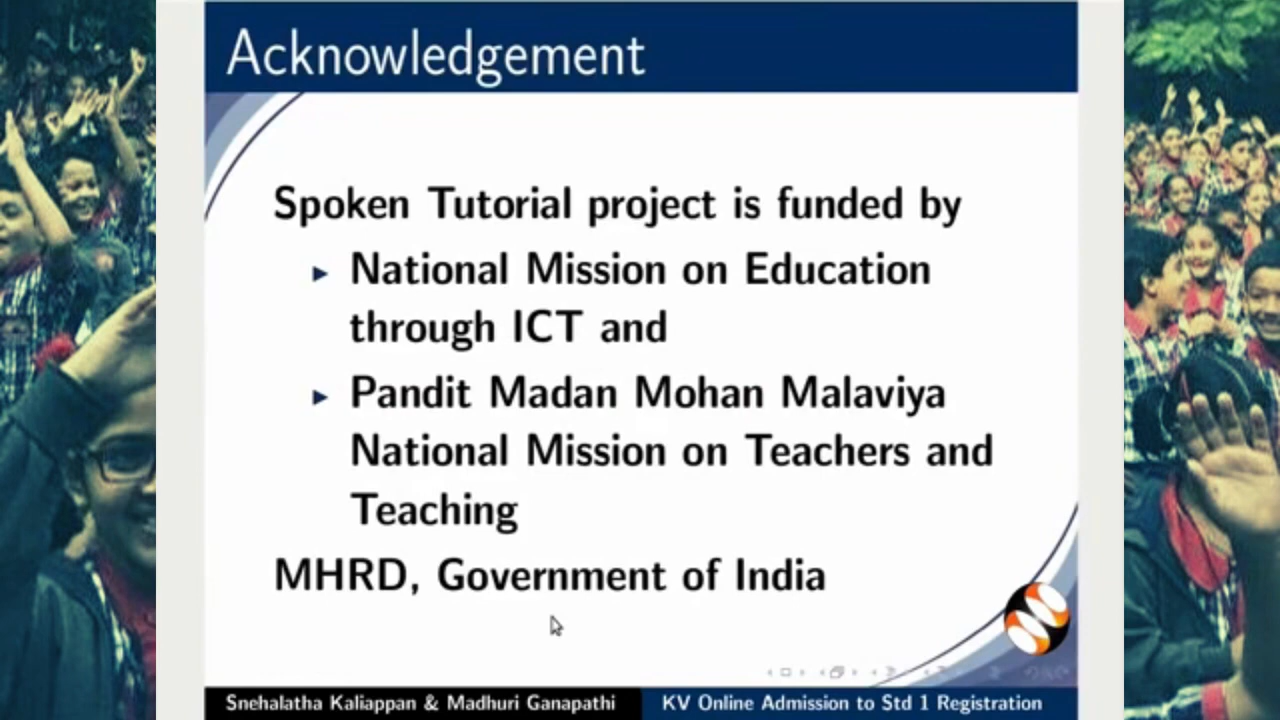 Acknowledgement
Spoken Tutorial project is funded by
National Mission on Education
through ICT and
Pandit Madan Mohan Malaviya
National Mission on Teachers and
Teaching
MHRD, Government of India
Snehalatha Kaliappan & Madhuri Ganapathi
KV Online Admission to Std 1 Registration